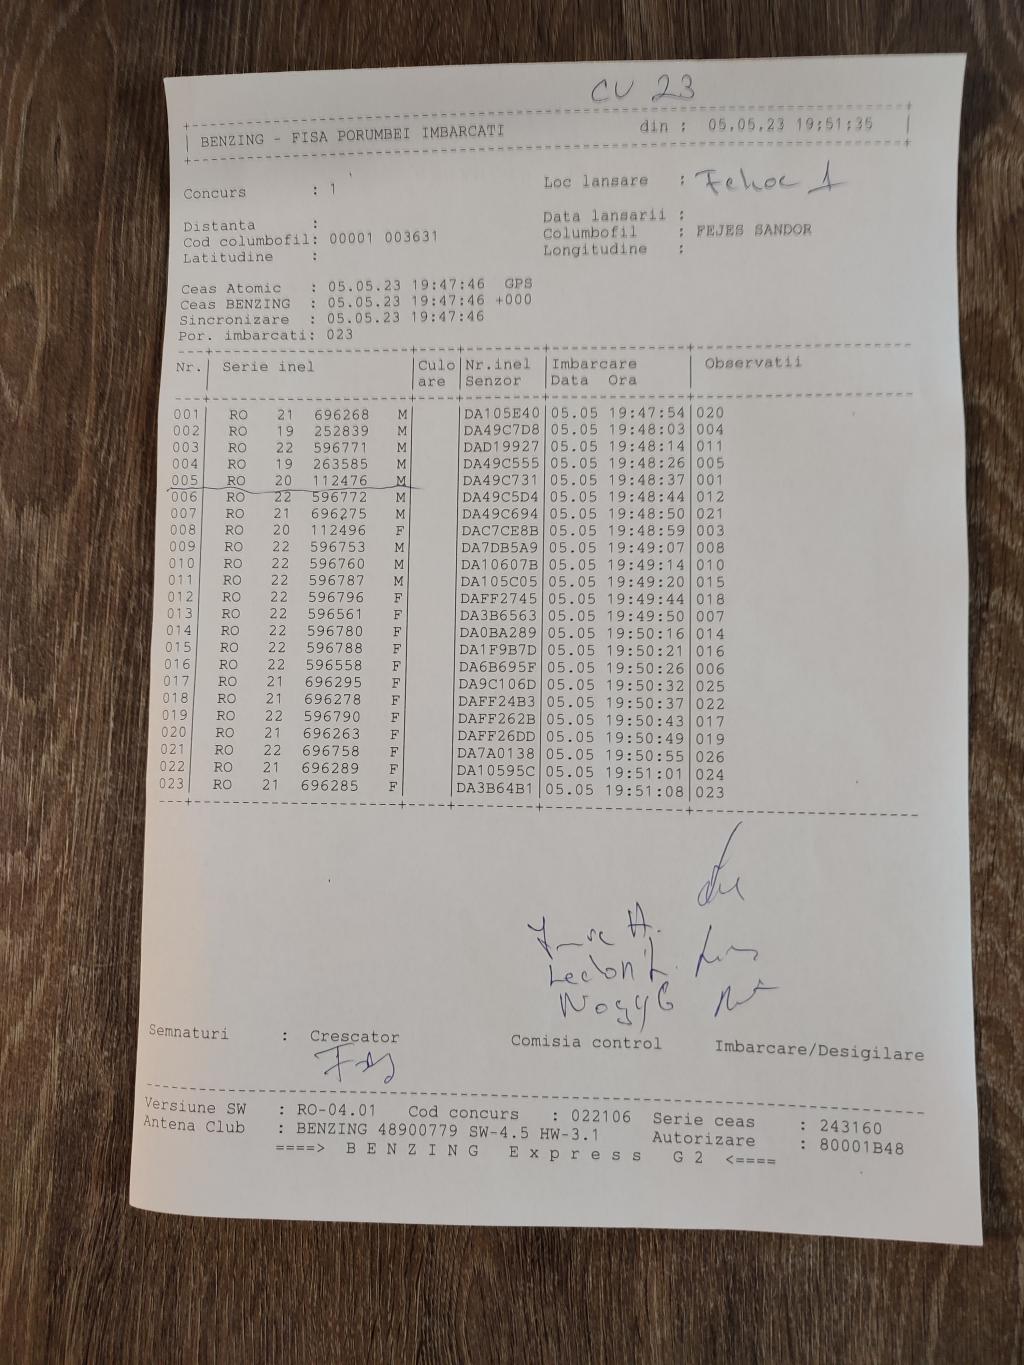 CU 23
BENZING - FISA PORUMBEI IMBARCATI din : 05.05.23 19:51:35
Concurs : 1 Loc lansare : 1
Distanta : Data lansarii :
Cod columbofil: 00001 003631 Columbofil : FEJES SANDOR
Latitudine : Longitudine :
Ceas Atomic : 05.05.23 19:47:46 GPS
Ceas BENZING : 05.05.23 19:47:46 +000
Sincronizare : 05.05.23 19:47:46
Por. imbarcati: 023
Nr. Serie inel Culo Nr.inel Imbarcare Observatii
are Senzor Data Ora
001 RO 21 696268 M DA105E40 05.05 19:47:54 020
002 RO 19 252839 M DA49C7D8 05.05 19:48:03 004
003 RO 22 596771 M DAD19927 05.05 19:48:14 011
004 RO 19 263585 M DA49C555 05.05 19:48:26 005
005 RO 20 112476 M DA49C731 05.05 19:48:37 001
006 RO 22 596772 M DA49C5D4 05.05 19:48:44 012
007 RO 21 696275 M DA49C694 05.05 19:48:50 021
008 RO 20 112496 F DAC7CE8B 05.05 19:48:59 003
009 RO 22 596753 M DA7DB5A9 05.05 19:49:07 008
010 RO 22 596760 M DA10607B 05.05 19:49:14 010
011 RO 22 596787 M DA105C05 05.05 19:49:20 015
012 RO 22 596796 F DAFF2745 05.05 19:49:44 018
013 RO 22 596561 F DA3B6563 05.05 19:49:50 007
014 RO 22 596780 F DA0BA289 05.05 19:50:16 014
015 RO 22 596788 F DA1F9B7D 05.05 19:50:21 016
016 RO 22 596558 F DA6B695F 05.05 19:50:26 006
017 RO 21 696295 F DA9C106D 05.05 19:50:32 025
018 RO 21 696278 F DAFF24B3 05.05 19:50:37 022
019 RO 22 596790 F DAFF262B 05.05 19:50:43 017
020 RO 21 696263 F DAFF26DD 05.05 19:50:49 019
021 RO 22 696758 F DA7A0138 05.05 19:50:55 026
022 RO 21 696289 F DA10595C 05.05 19:51:01 024
023 RO 21 696285 F DA3B64B1 05.05 19:51:08 023
Semnaturi : Crescator Comisia control Imbarcare/Desigilare
Versiune SW : RO-04.01 Cod concurs : 022106 Serie ceas : 243160
Antena Club : BENZING 48900779 SW-4.5 HW-3.1 Autorizare : 80001B48
====> B E N Z I N G E x p r e s s G 2 <====